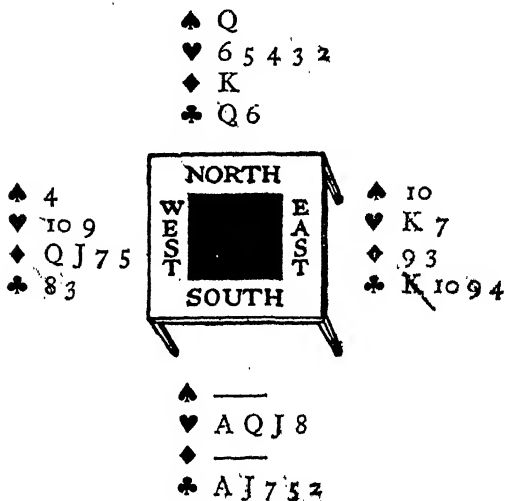 ♠ Q
♥ 6 5 4 3 2
♦ K
♣ Q 6
NORTH
♠ 4
♥ 10 9
♦ Q J 7 5
♣ 8 3
WEST
EAST
♠ 10
♥ K 7
♦ 9 3
♣ K 10 9 4
SOUTH
♠ —
♥ A Q J 8
♦ —
♣ A J 7 5 2